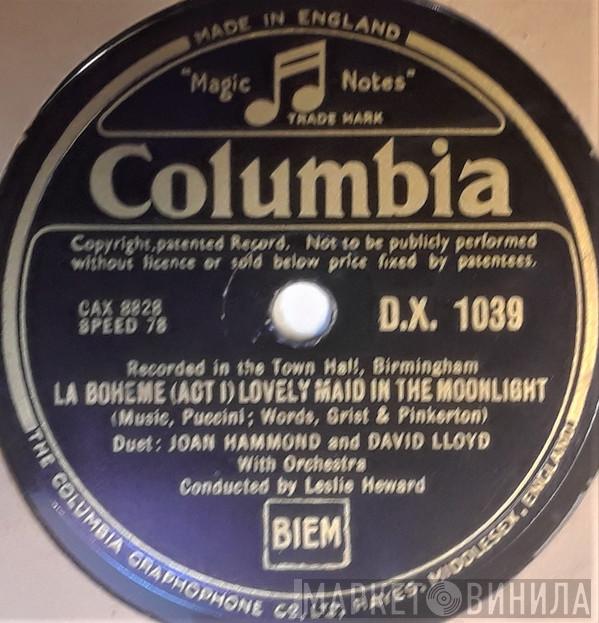 MADE IN ENGLAND
"Magic Notes"
TRADE MARK
Columbia
Copyright, patented Record. Not to be publicly performed
without licence or sold below price fixed by patentees.
CAX 8828
SPEED 78
D.X. 1039
Recorded in the Town Hall, Birmingham
LA BOHEME (ACT I) LOVELY MAID IN THE MOONLIGHT
(Music, Puccini; Words, Grist & Pinkerton)
Duet: JOAN HAMMOND and DAVID LLOYD
With Orchestra
Conducted by Leslie Heward
BIEM
THE COLUMBIA GRAPHOPHONE CO., LTD., HAYES, MIDDLESEX, ENGLAND
МАРКЕТ ВИНИЛА